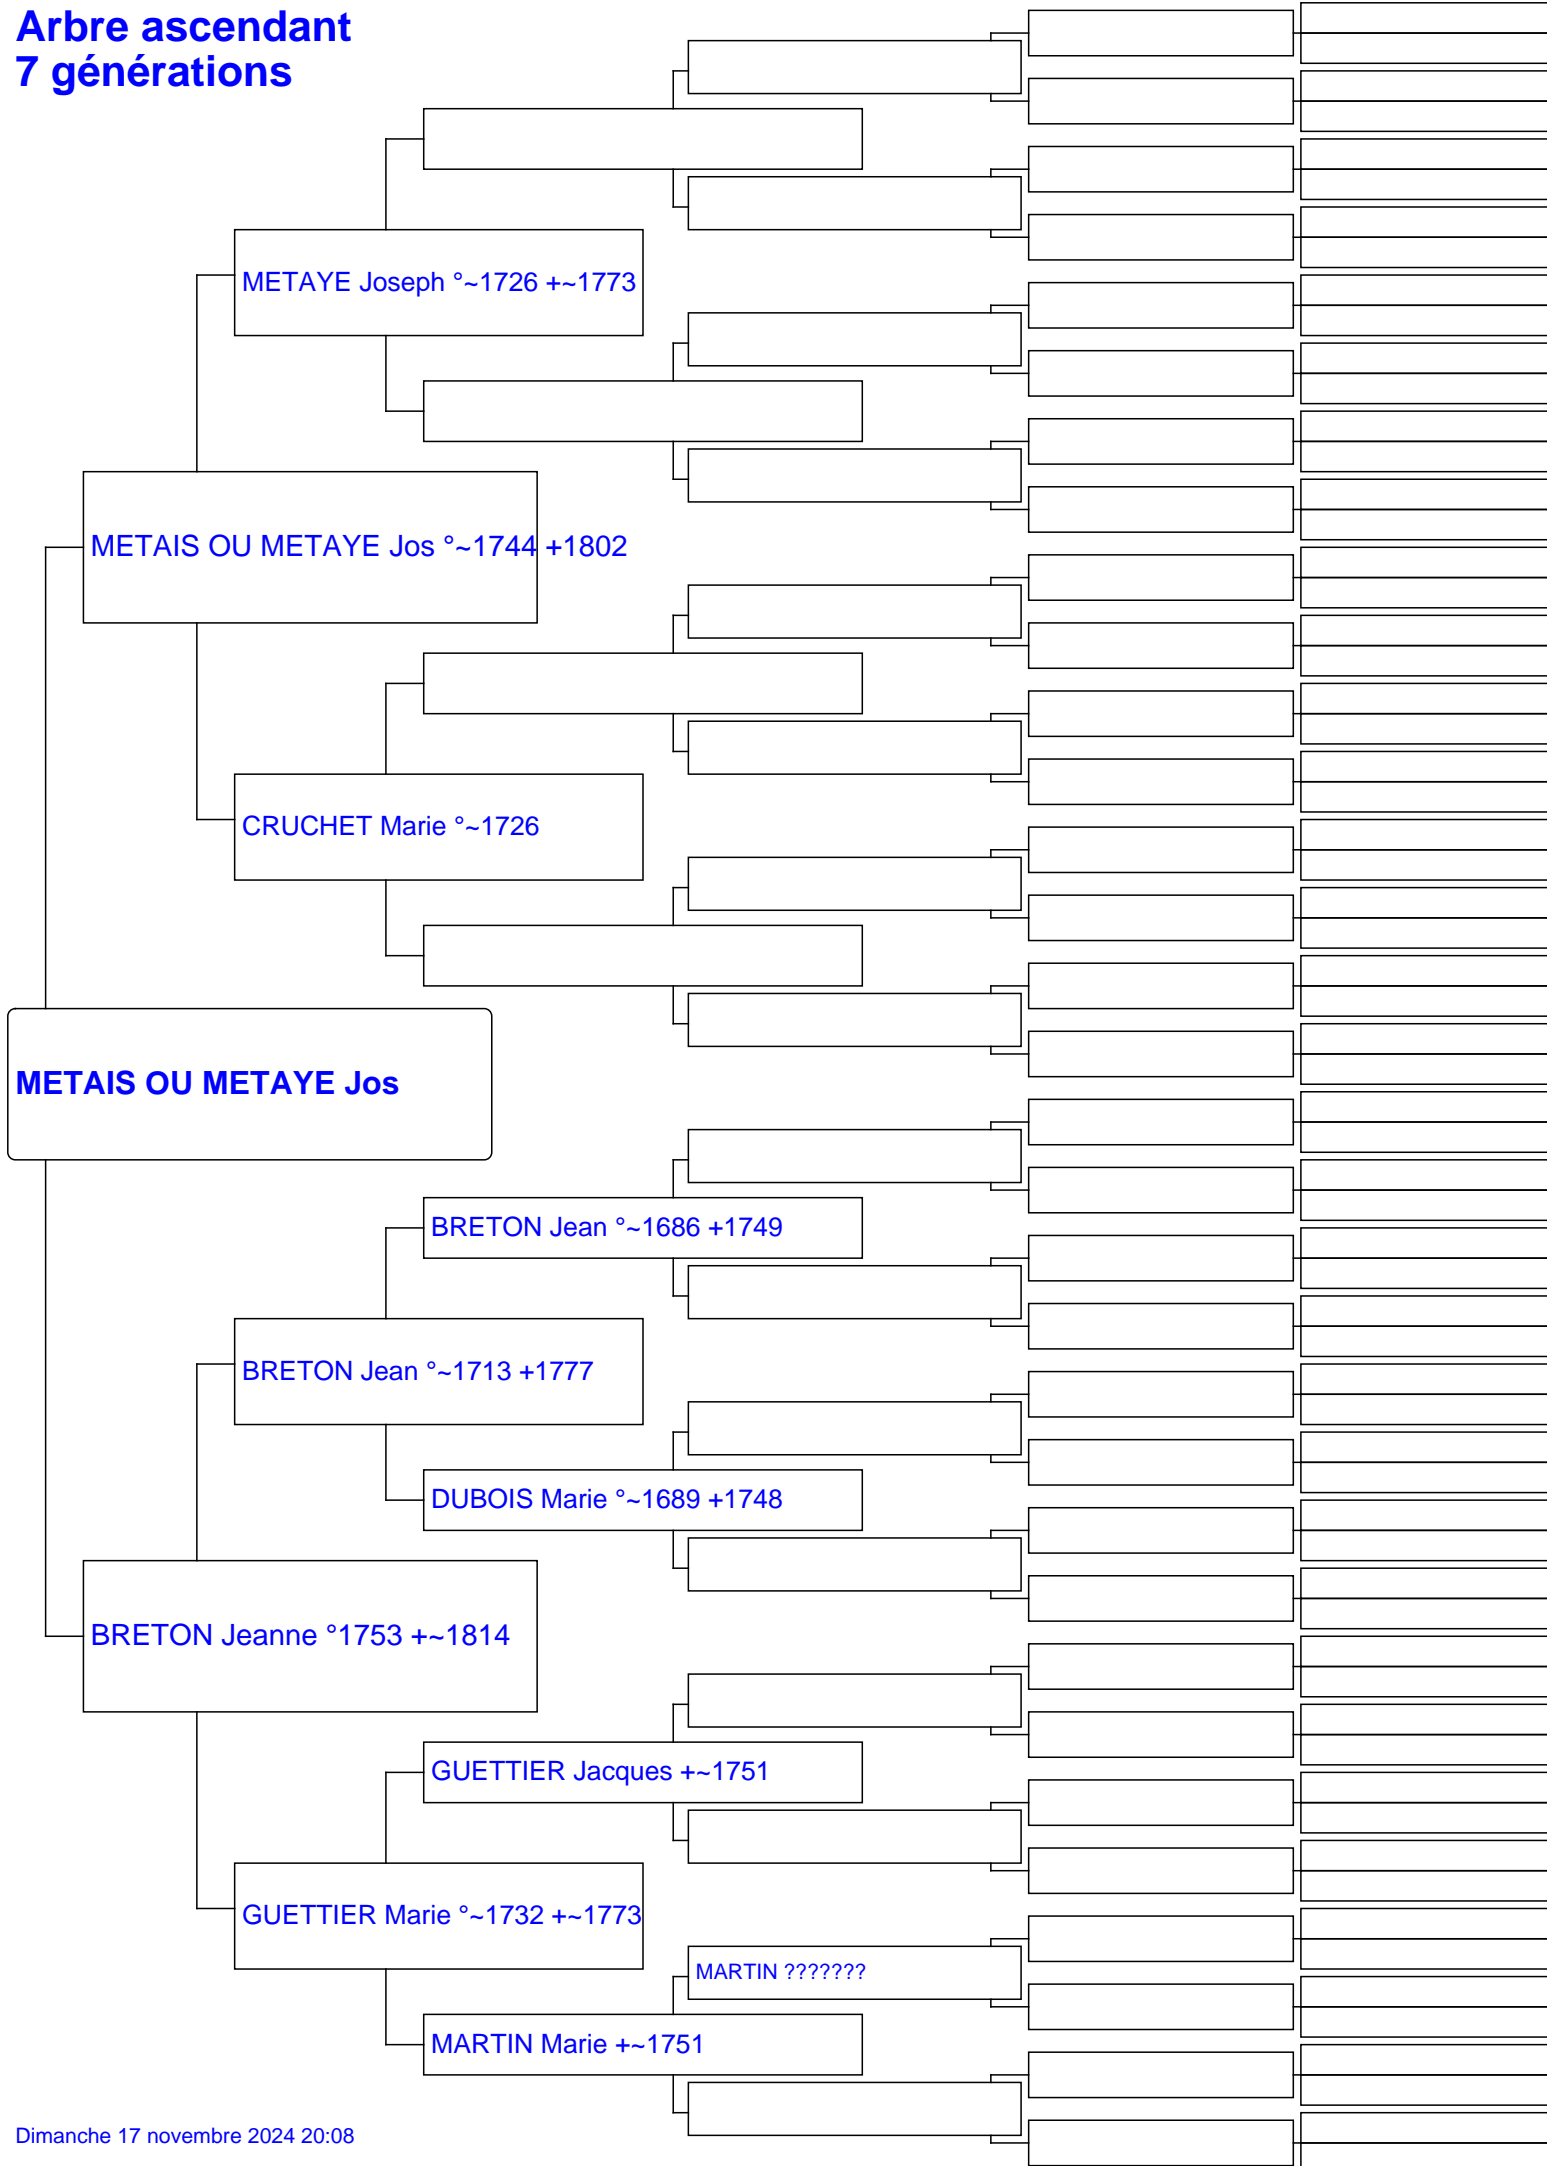 Arbre ascendant
7 générations
METAYE Joseph °~1726 +~1773
METAIS OU METAYE Jos °~1744 +1802
CRUCHET Marie °~1726
METAIS OU METAYE Jos
BRETON Jean °~1686 +1749
BRETON Jean °~1713 +1777
DUBOIS Marie °~1689 +1748
BRETON Jeanne °1753 +~1814
GUETTIER Jacques +~1751
GUETTIER Marie °~1732 +~1773
MARTIN ???????
MARTIN Marie +~1751
Dimanche 17 novembre 2024 20:08